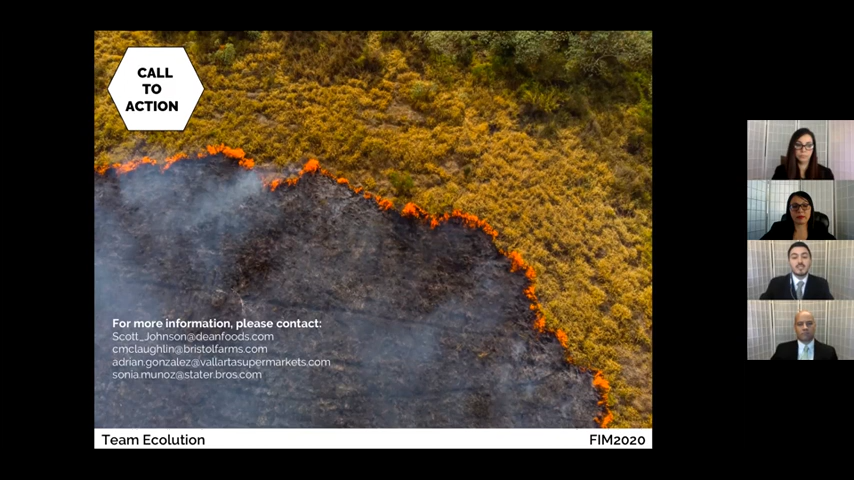 CALL
TO
ACTION
For more information, please contact:
Scott_Johnson@deanfoods.com
cmclaughlin@bristolfarms.com
adrian.gonzalez@vallartasupermarkets.com
sonia.munoz@stater.bros.com
Team Ecolution
FIM2020